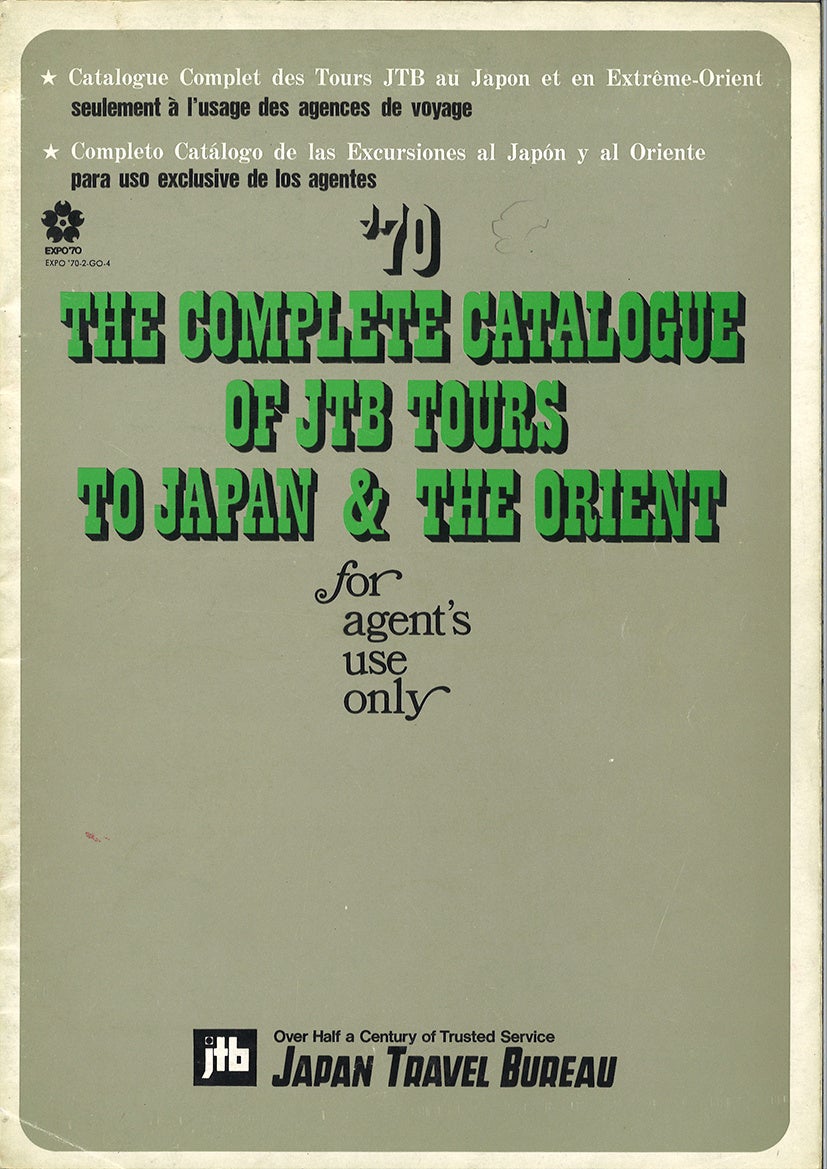 ★ Catalogue Complet des Tours JTB au Japon et en Extrême-Orient
seulement à l'usage des agences de voyage
★ Completo Catálogo de las Excursiones al Japón y al Oriente
para uso exclusive de los agentes
EXPO'70
EXPO '70-2-GO-4
'70
THE COMPLETE CATALOGUE
OF JTB TOURS
TO JAPAN & THE ORIENT
for
agent's
use
only
jtb
Over Half a Century of Trusted Service
JAPAN TRAVEL BUREAU